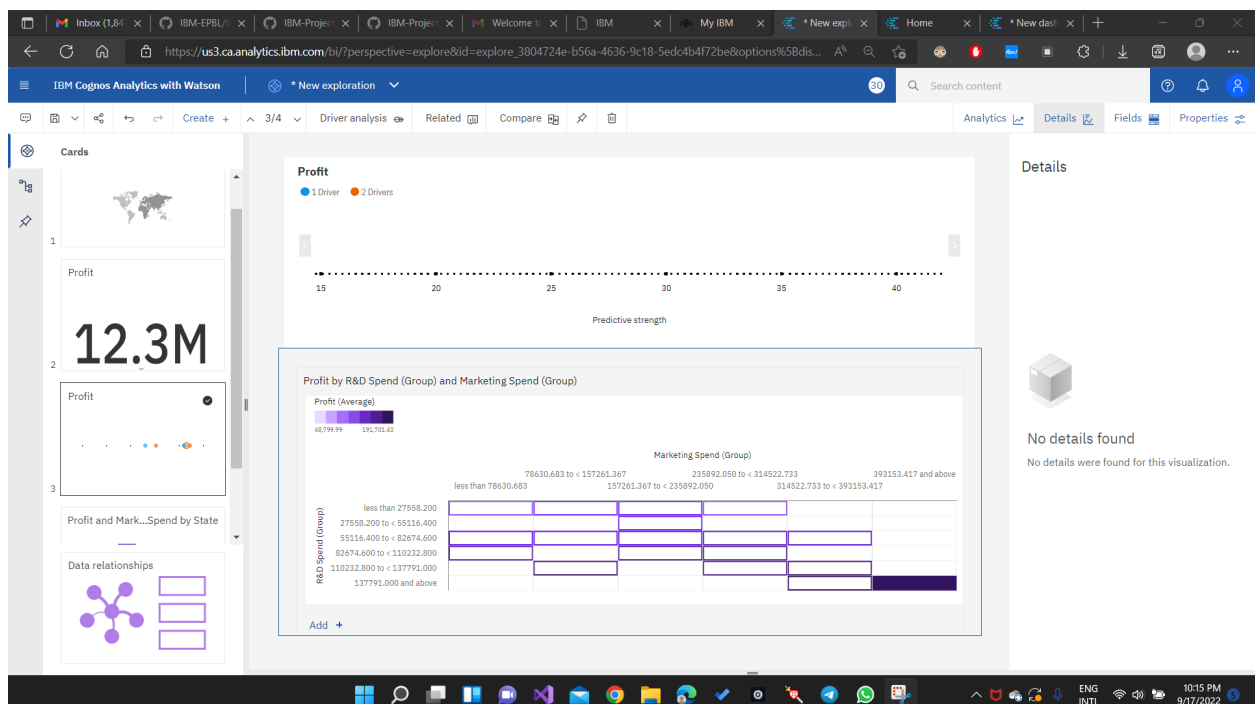 Inbox (1,84
IBM-EPBL/I
IBM-Project
IBM-Project
Welcome to
IBM
My IBM
* New explo
Home
* New dash
https://us3.ca.analytics.ibm.com/bi/?perspective=explore&id=explore_3804724e-b56a-4636-9c18-5edc4b4f72be&options%5Bdis...
IBM Cognos Analytics with Watson
* New exploration
30
Search content
Create +
3/4
Driver analysis
Related
Compare
Analytics
Details
Fields
Properties
Cards
1
Profit
12.3M
2
Profit
3
Profit and Mark...Spend by State
Data relationships
Profit
1 Driver
2 Drivers
15
20
25
30
35
40
Predictive strength
Profit by R&D Spend (Group) and Marketing Spend (Group)
Profit (Average)
48,799.99
191,701.43
Marketing Spend (Group)
78630.683 to < 157261.367
235892.050 to < 314522.733
393153.417 and above
less than 78630.683
157261.367 to < 235892.050
314522.733 to < 393153.417
R&D Spend (Group)
less than 27558.200
27558.200 to < 55116.400
55116.400 to < 82674.600
82674.600 to < 110232.800
110232.800 to < 137791.000
137791.000 and above
Add +
Details
No details found
No details were found for this visualization.
ENG
INTL
10:15 PM
9/17/2022
5